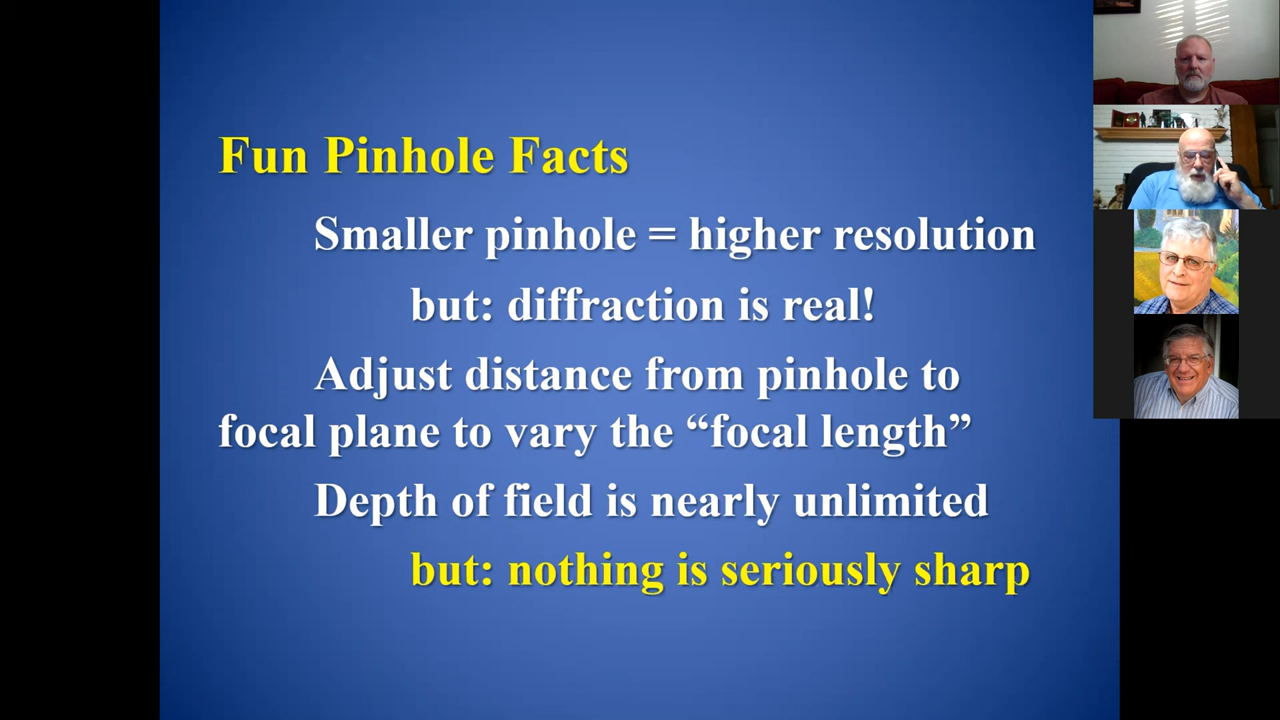 Fun Pinhole Facts
Smaller pinhole = higher resolution
but: diffraction is real!
Adjust distance from pinhole to
focal plane to vary the “focal length”
Depth of field is nearly unlimited
but: nothing is seriously sharp